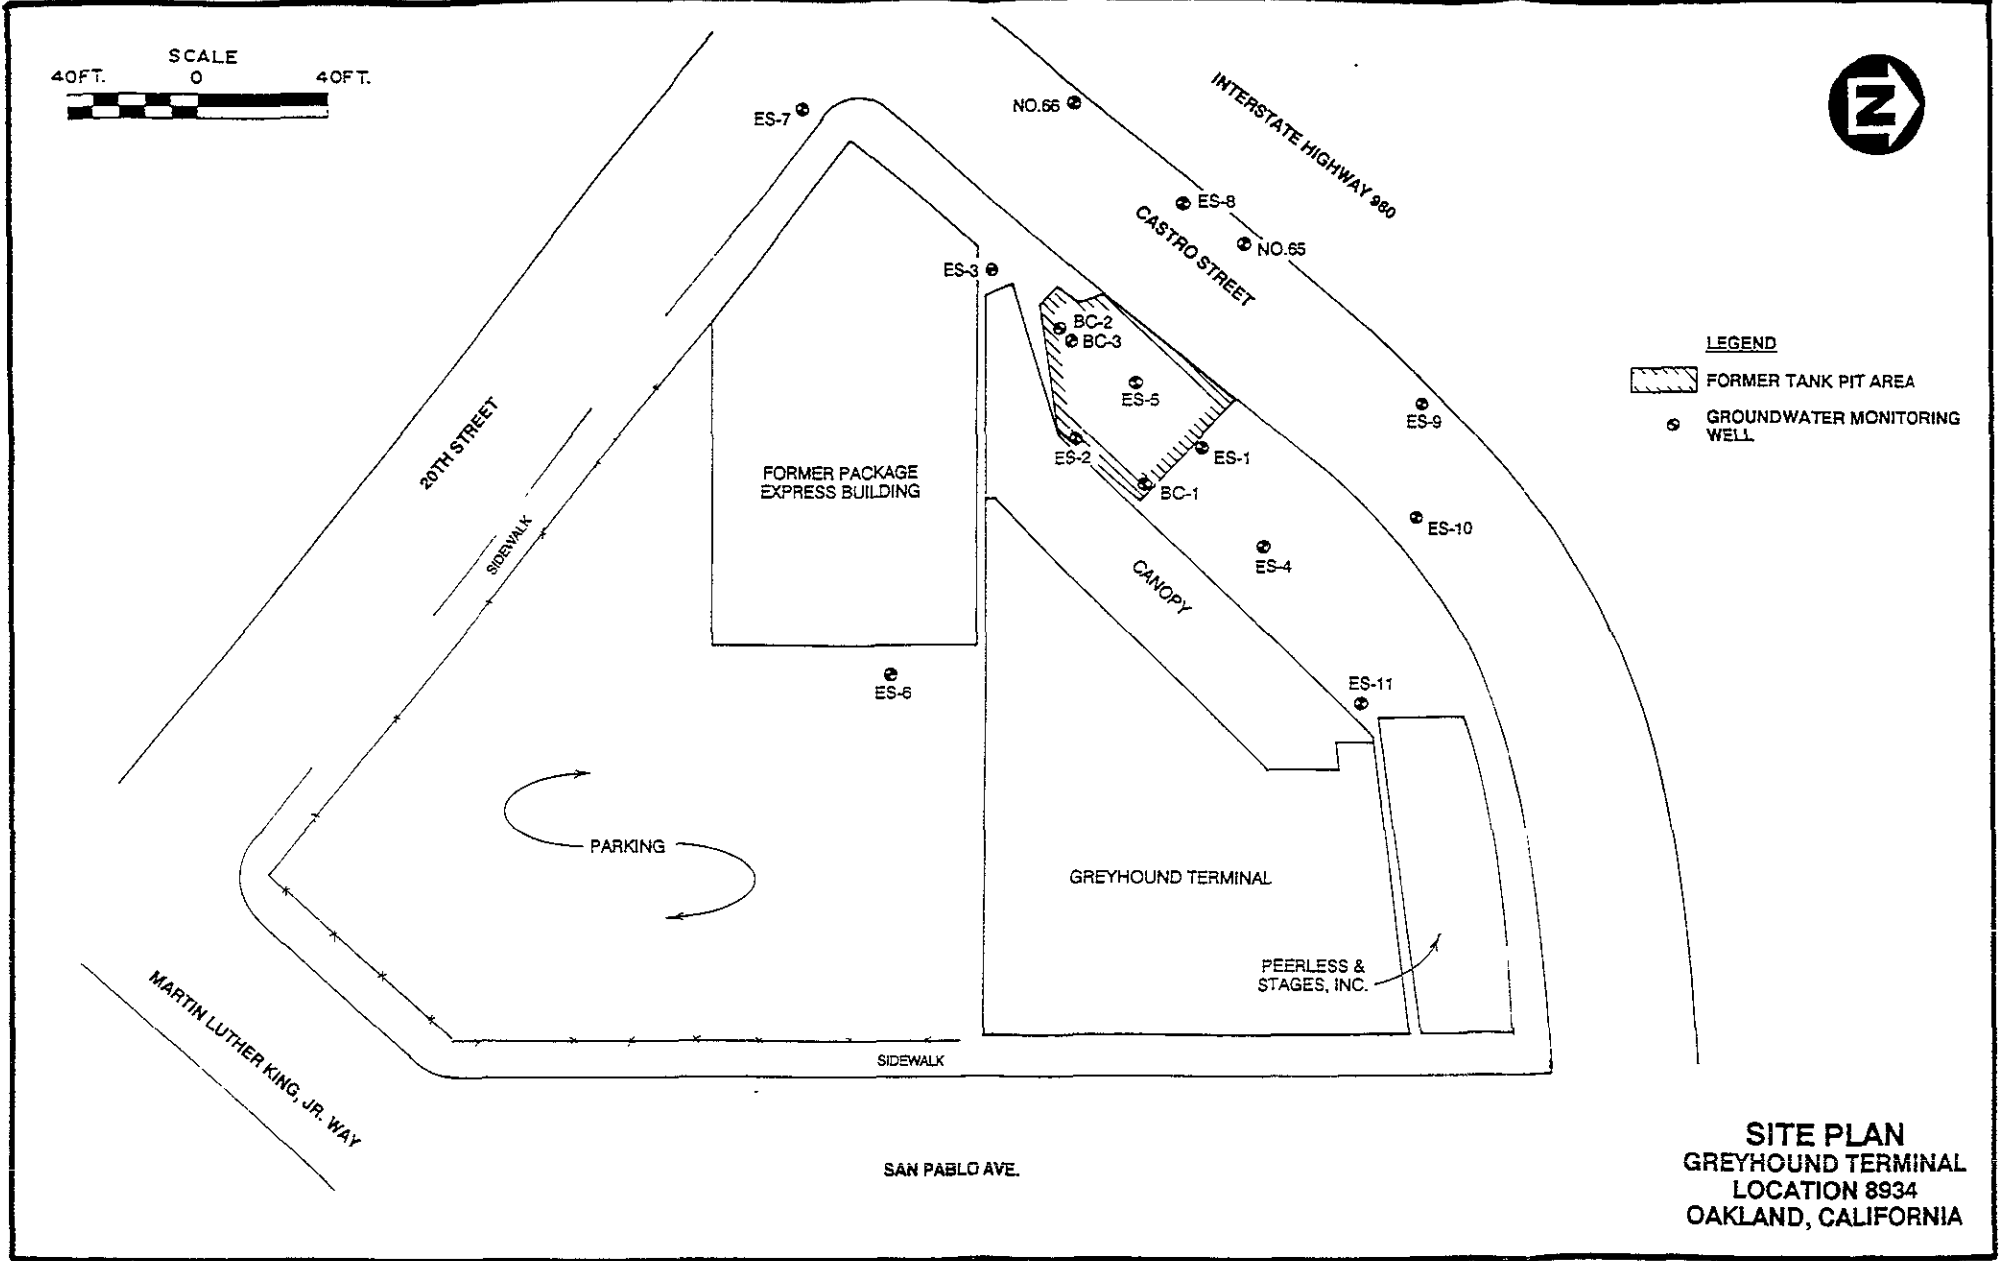 SCALE
40FT. 0 40FT.
N
ES-7
NO.66
INTERSTATE HIGHWAY 980
ES-8
CASTRO STREET
NO.65
ES-3
BC-2
BC-3
ES-5
ES-2
ES-1
BC-1
ES-9
ES-10
ES-4
LEGEND
FORMER TANK PIT AREA
GROUNDWATER MONITORING
WELL
20TH STREET
SIDEWALK
FORMER PACKAGE
EXPRESS BUILDING
CANOPY
ES-6
ES-11
PARKING
GREYHOUND TERMINAL
PEERLESS &
STAGES, INC.
MARTIN LUTHER KING, JR. WAY
SIDEWALK
SAN PABLO AVE.
SITE PLAN
GREYHOUND TERMINAL
LOCATION 8934
OAKLAND, CALIFORNIA